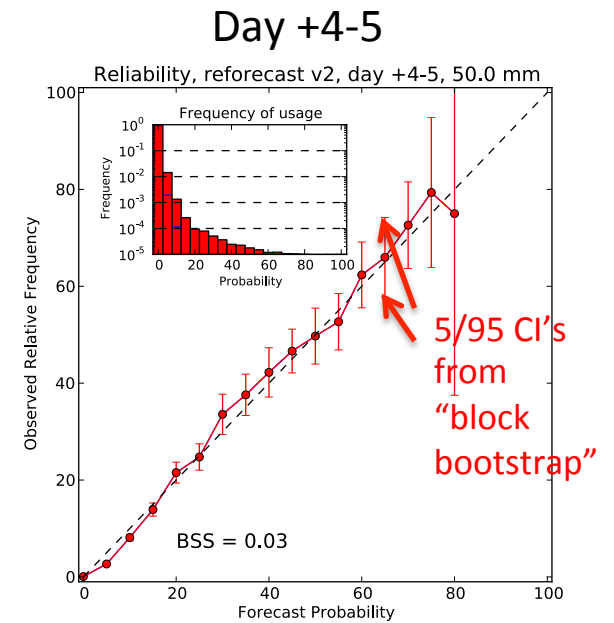 Day +4-5
Reliability, reforecast v2, day +4-5, 50.0 mm
Frequency of usage
10^0
10^-1
10^-2
10^-3
10^-4
10^-5
Frequency
0 20 40 60 80 100
Probability
100
80
60
40
20
0
Observed Relative Frequency
5/95 CI's
from
“block
bootstrap”
BSS = 0.03
0 20 40 60 80 100
Forecast Probability